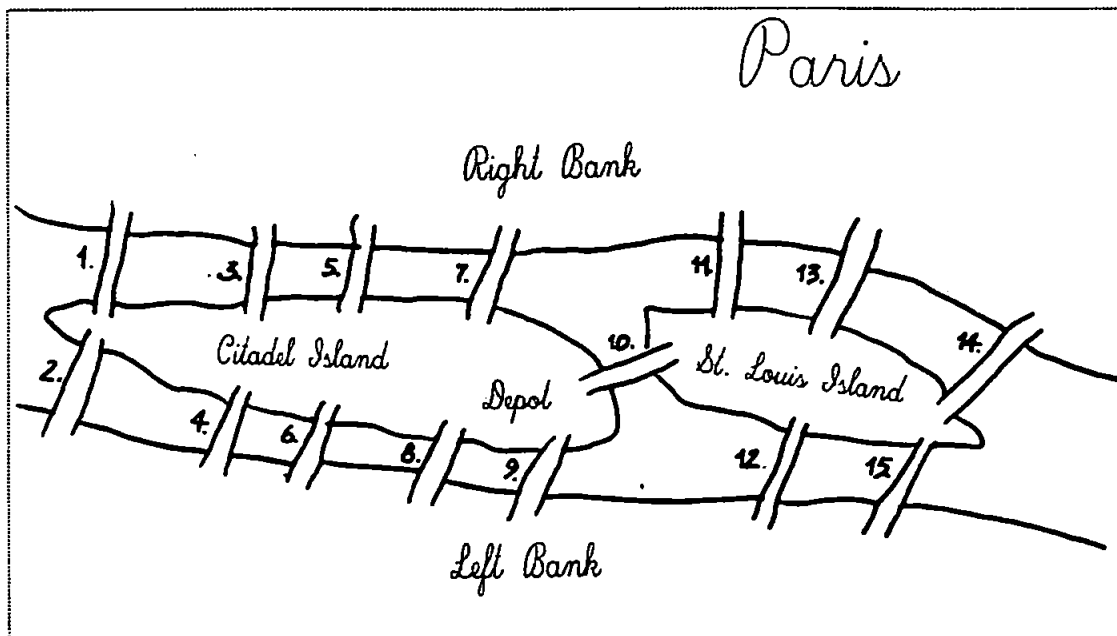 Paris
Right Bank
1.
3.
5.
7.
11.
13.
2.
Citadel Island
10.
St. Louis Island
14.
4.
6.
Depot
8.
9.
12.
15.
Left Bank